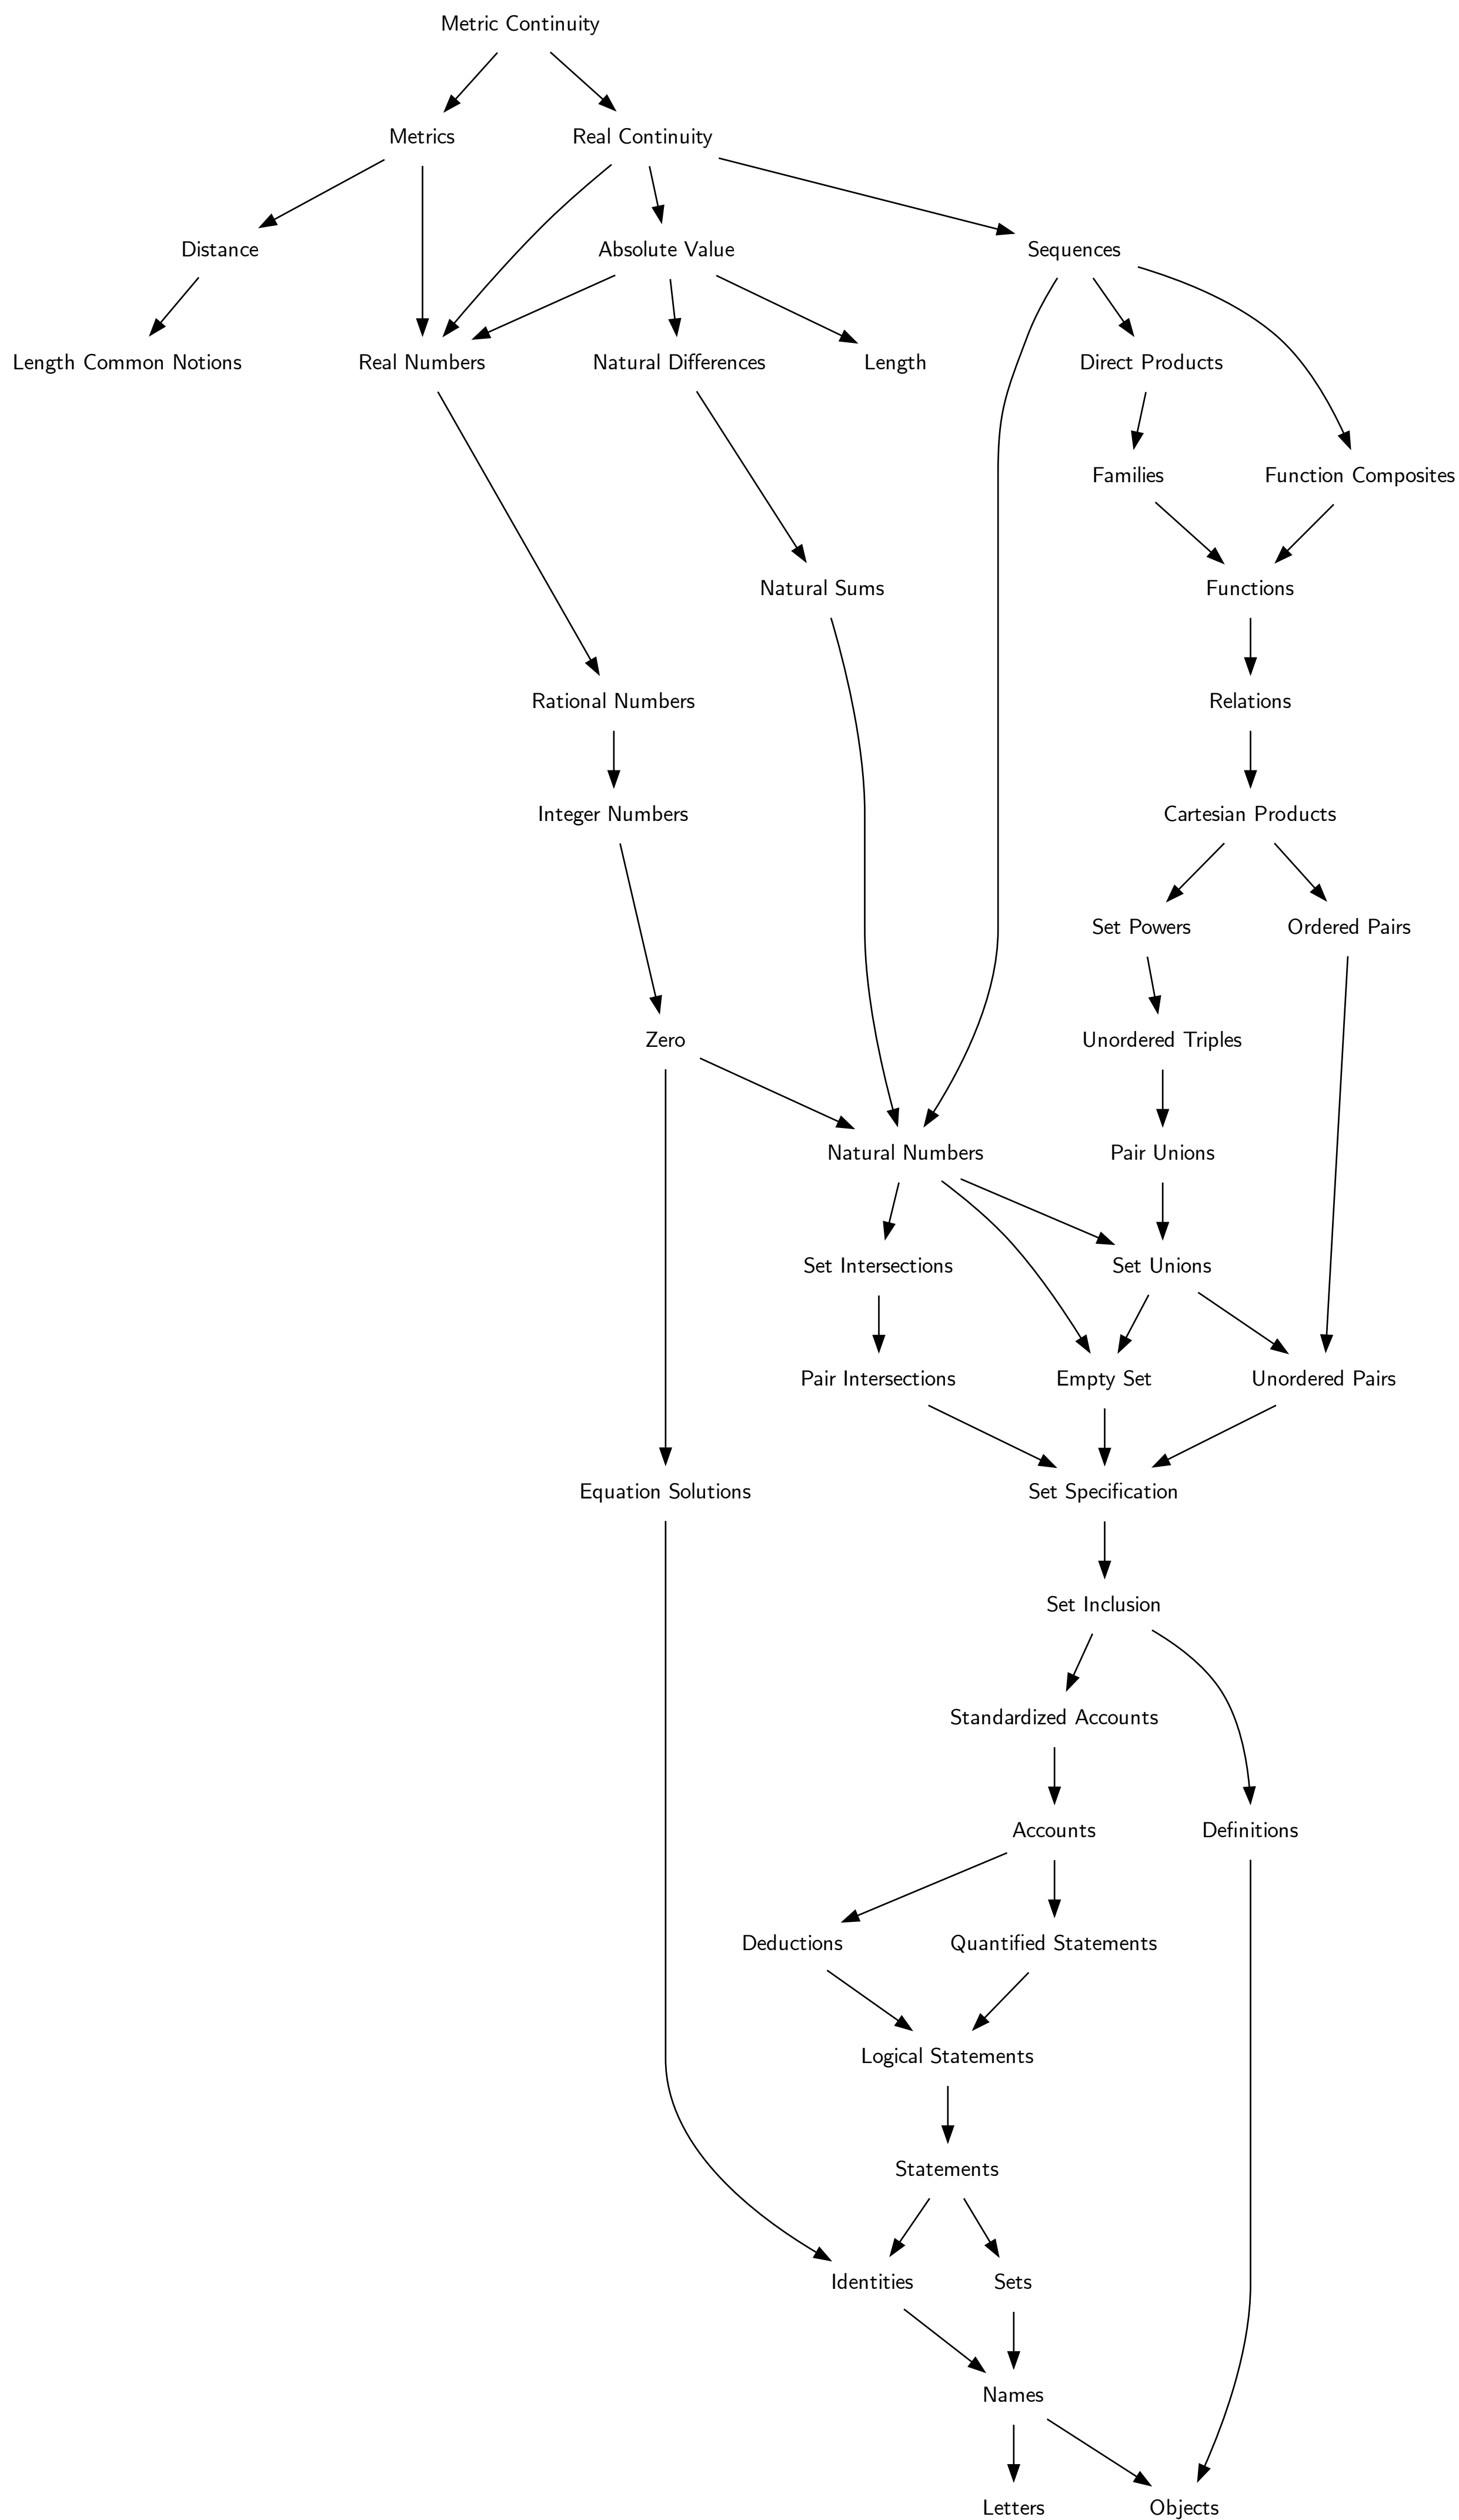 Metric Continuity
Metrics
Real Continuity
Distance
Absolute Value
Sequences
Length Common Notions
Real Numbers
Natural Differences
Length
Direct Products
Families
Function Composites
Natural Sums
Functions
Rational Numbers
Relations
Integer Numbers
Cartesian Products
Set Powers
Ordered Pairs
Zero
Unordered Triples
Natural Numbers
Pair Unions
Set Intersections
Set Unions
Pair Intersections
Empty Set
Unordered Pairs
Equation Solutions
Set Specification
Set Inclusion
Standardized Accounts
Accounts
Definitions
Deductions
Quantified Statements
Logical Statements
Statements
Identities
Sets
Names
Letters
Objects